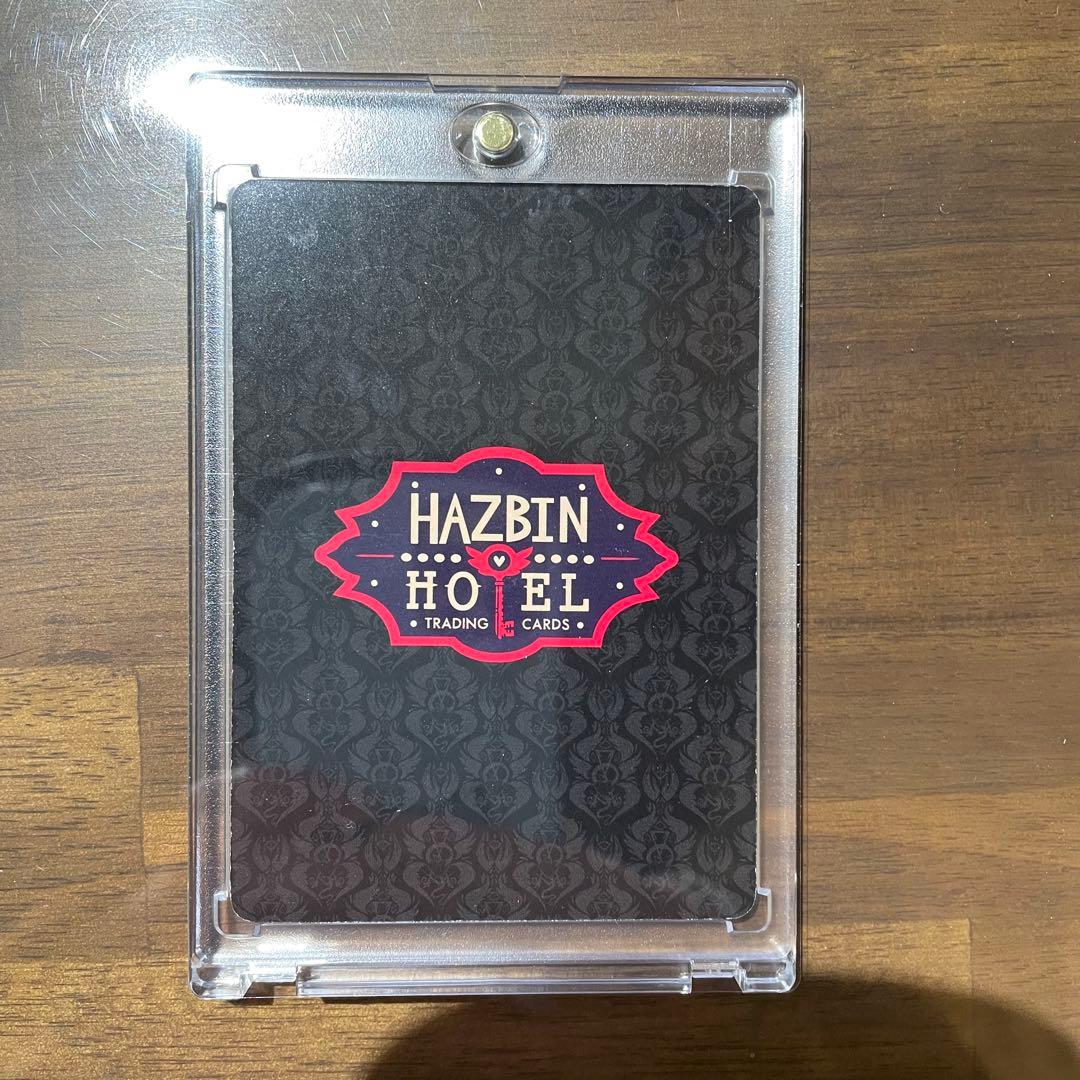 HAZBIN
HOTEL
• TRADING CARDS •